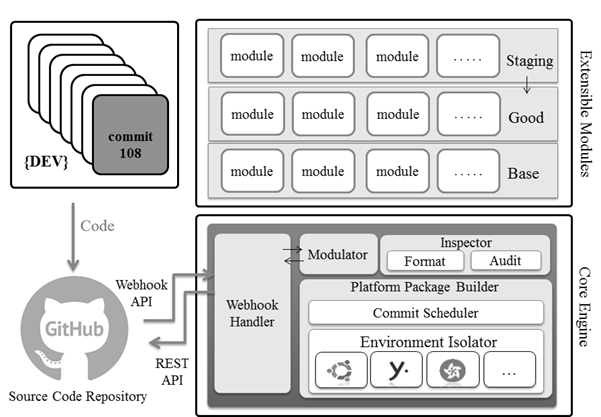 commit
108
{DEV}
Code
GitHub
Source Code Repository
Webhook
API
REST
API
module
module
module
.....
Staging
module
module
module
.....
Good
module
module
module
.....
Base
Extensible Modules
Webhook
Handler
Modulator
Inspector
Format
Audit
Platform Package Builder
Commit Scheduler
Environment Isolator
y.
...
Core Engine